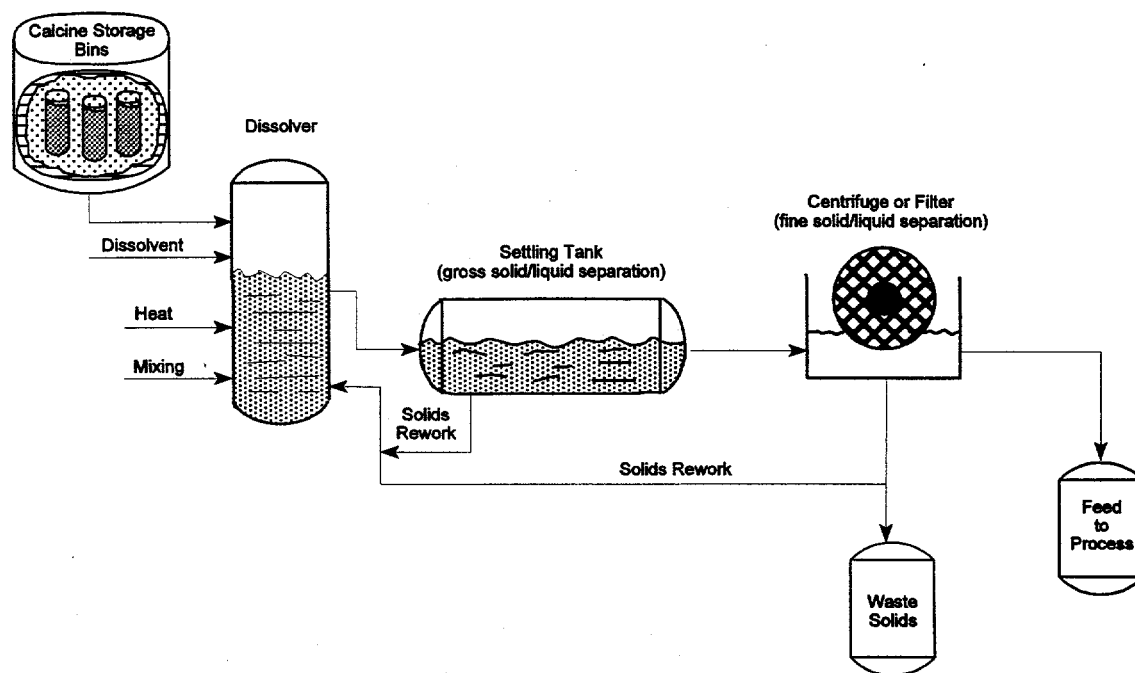 Calcine Storage
Bins
Dissolver
Dissolvent
Heat
Mixing
Settling Tank
(gross solid/liquid separation)
Centrifuge or Filter
(fine solid/liquid separation)
Solids
Rework
Solids Rework
Feed
to
Process
Waste
Solids